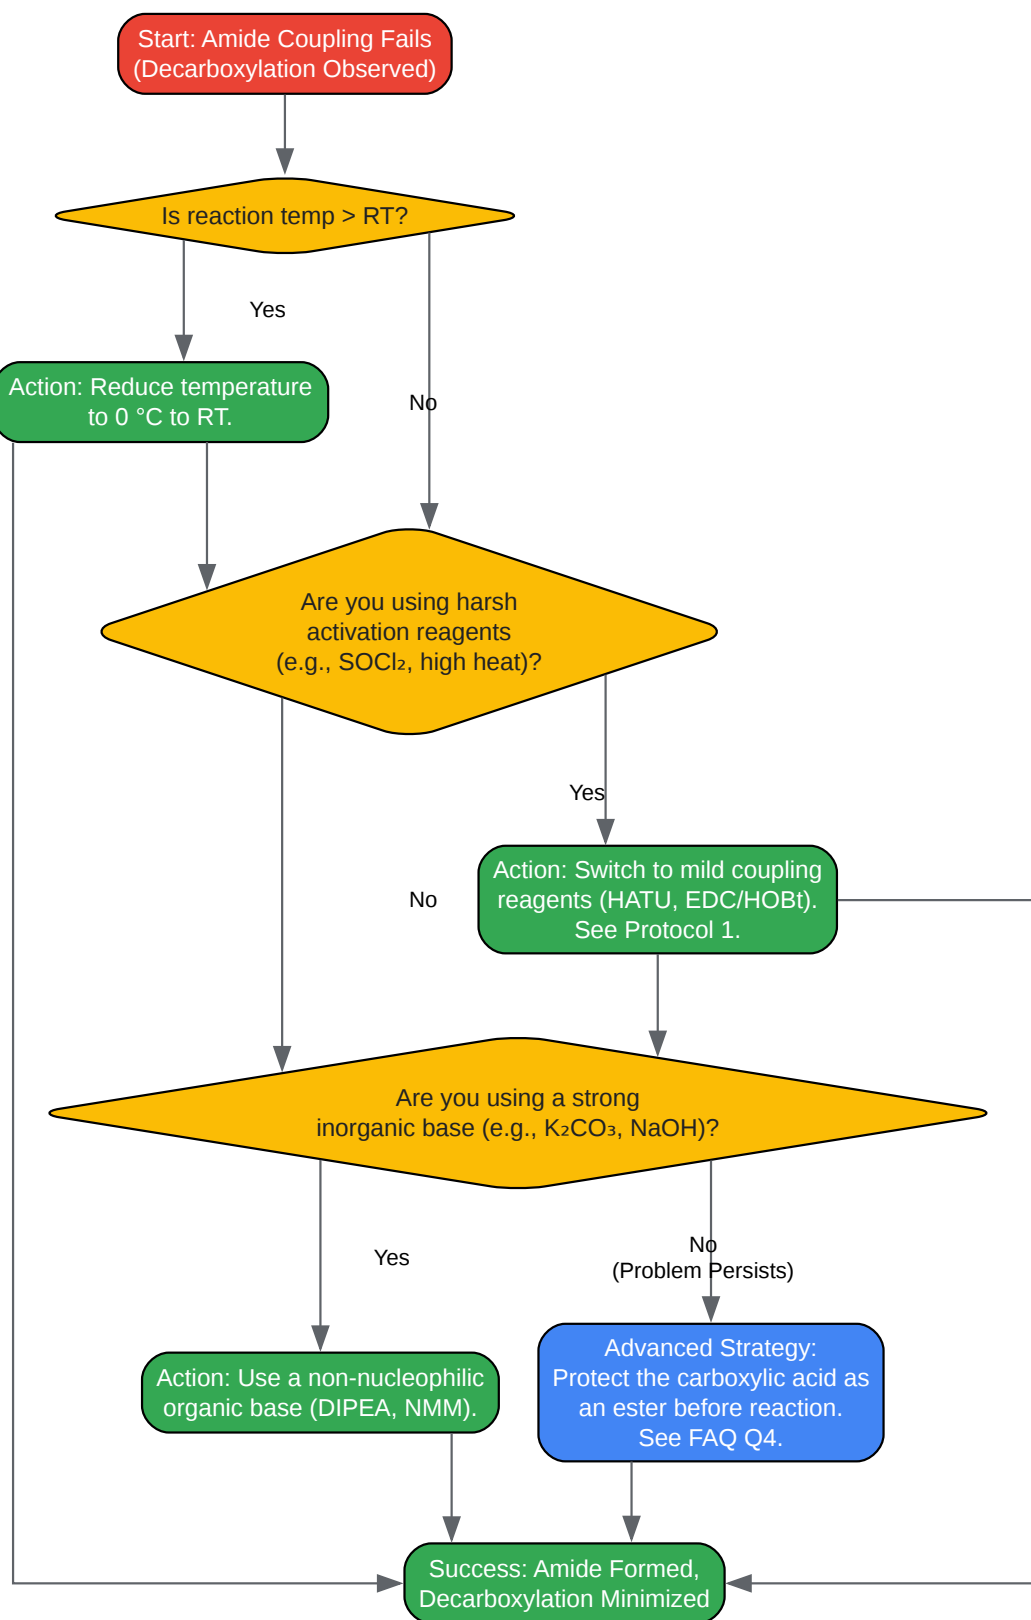 Start: Amide Coupling Fails
(Decarboxylation Observed)
Is reaction temp > RT?
Yes
Action: Reduce temperature
to 0 °C to RT.
No
Are you using harsh
activation reagents
(e.g., SOCl₂, high heat)?
Yes
Action: Switch to mild coupling
reagents (HATU, EDC/HOBt).
See Protocol 1.
No
Are you using a strong
inorganic base (e.g., K₂CO₃, NaOH)?
Yes
No
(Problem Persists)
Action: Use a non-nucleophilic
organic base (DIPEA, NMM).
Advanced Strategy:
Protect the carboxylic acid as
an ester before reaction.
See FAQ Q4.
Success: Amide Formed,
Decarboxylation Minimized